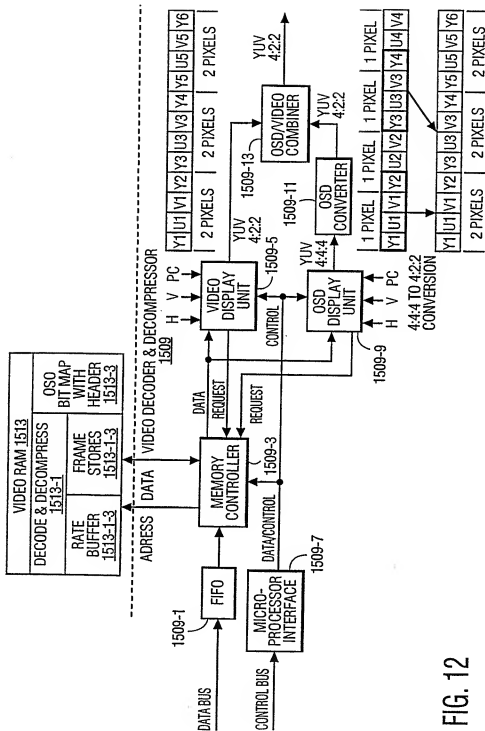 VIDEO RAM 1513
DECODE & DECOMPRESS
1513-1
RATE
BUFFER
1513-1-3
FRAME
STORES
1513-1-3
OSO
BIT MAP
WITH
HEADER
1513-3
ADRESS
DATA
VIDEO DECODER & DECOMPRESSOR
1509
DATA BUS
FIFO
1509-1
MEMORY
CONTROLLER
1509-3
DATA
REQUEST
REQUEST
CONTROL
H V PC
VIDEO
DISPLAY
UNIT
1509-5
YUV
4:2:2
CONTROL BUS
MICRO-
PROCESSOR
INTERFACE
1509-7
DATA/CONTROL
OSD
DISPLAY
UNIT
1509-9
H V PC
YUV
4:4:4
OSD
CONVERTER
1509-11
YUV
4:2:2
OSD/VIDEO
COMBINER
1509-13
YUV
4:2:2
Y1 U1 V1 Y2 Y3 U3 V3 Y4 Y5 U5 V5 Y6
2 PIXELS 2 PIXELS 2 PIXELS
4:4:4 TO 4:2:2
CONVERSION
1 PIXEL 1 PIXEL 1 PIXEL 1 PIXEL
Y1 U1 V1 Y2 U2 V2 Y3 U3 V3 Y4 U4 V4
Y1 U1 V1 Y2 Y3 U3 V3 Y4 Y5 U5 V5 Y6
2 PIXELS 2 PIXELS 2 PIXELS
FIG. 12